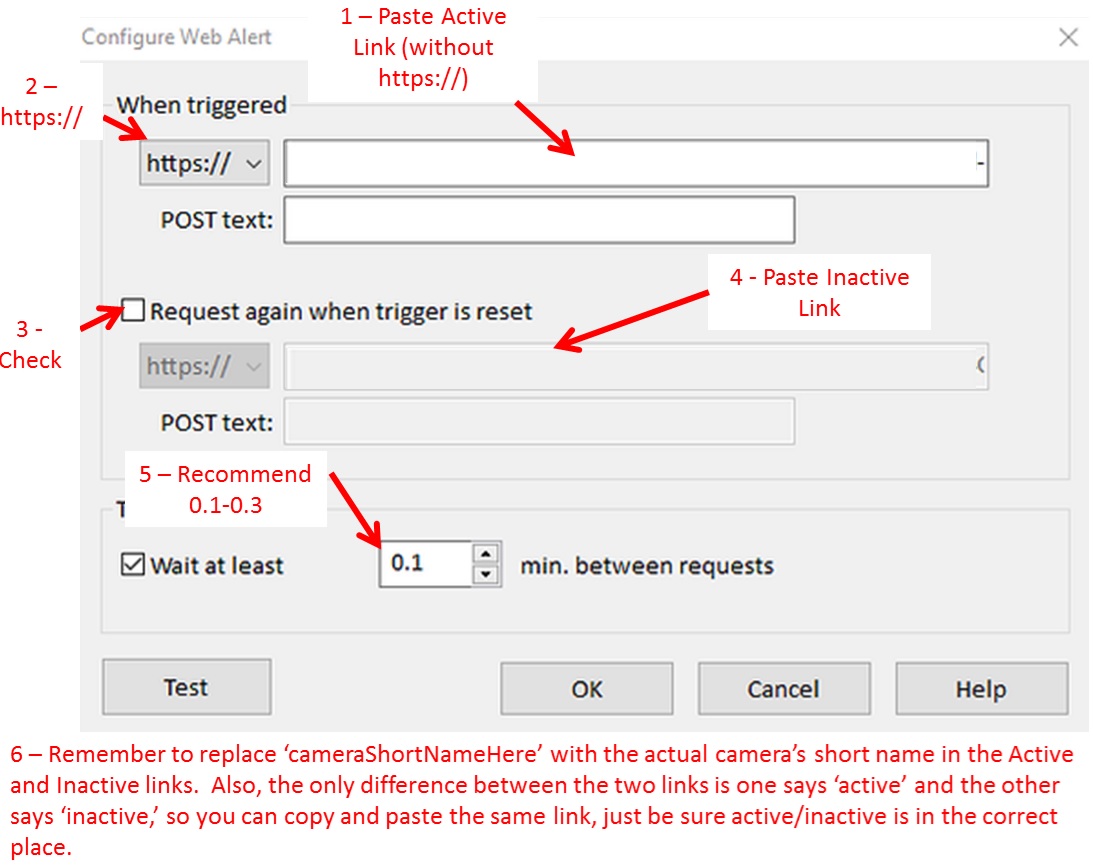 1 – Paste Active
Link (without
https://)
Configure Web Alert
2 –
https://
When triggered
https://
-
POST text:
4 - Paste Inactive
Link
3 -
Check
Request again when trigger is reset
https://
POST text:
5 – Recommend
0.1-0.3
T
Wait at least
0.1
min. between requests
Test
OK
Cancel
Help
6 – Remember to replace ‘cameraShortNameHere’ with the actual camera’s short name in the Active
and Inactive links.  Also, the only difference between the two links is one says ‘active’ and the other
says ‘inactive,’ so you can copy and paste the same link, just be sure active/inactive is in the correct
place.